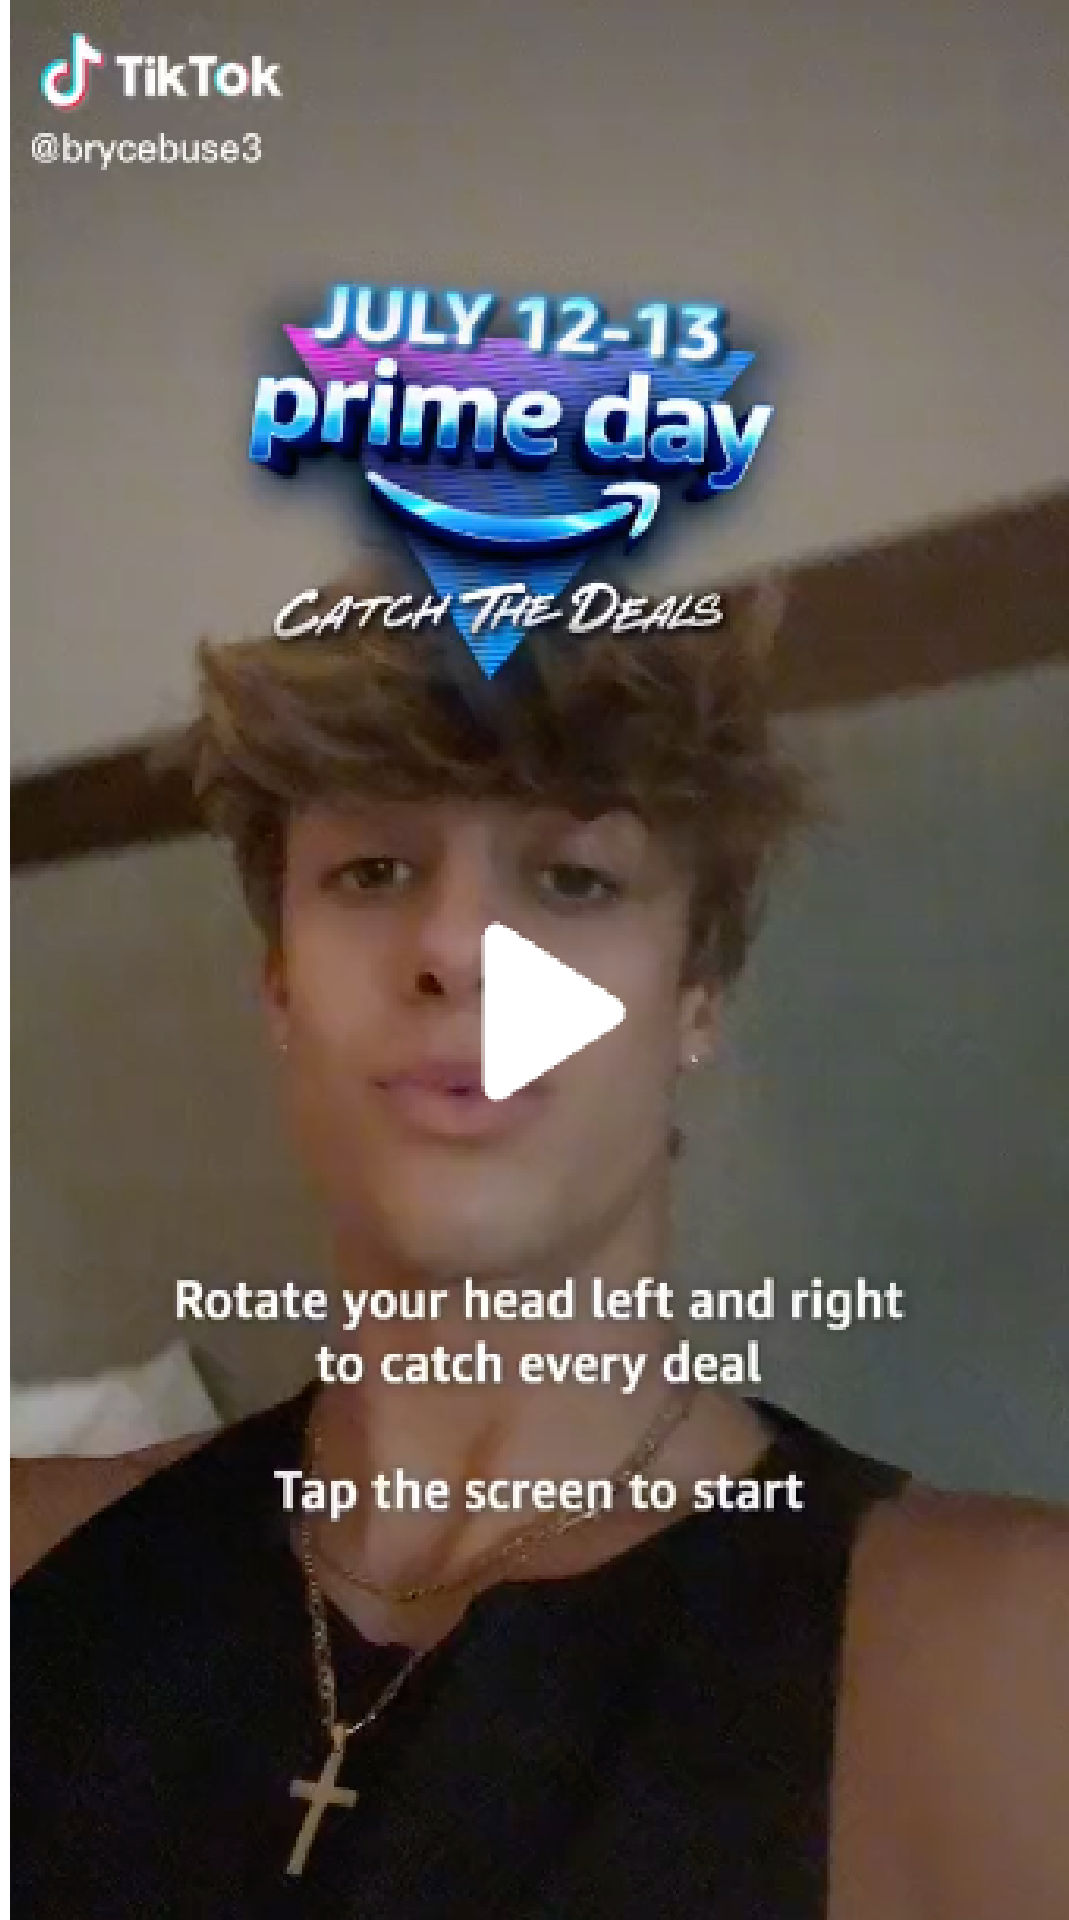 TikTok
@brycebuse3
JULY 12-13
prime day
CATCH THE DEALS
Rotate your head left and right
to catch every deal
Tap the screen to start